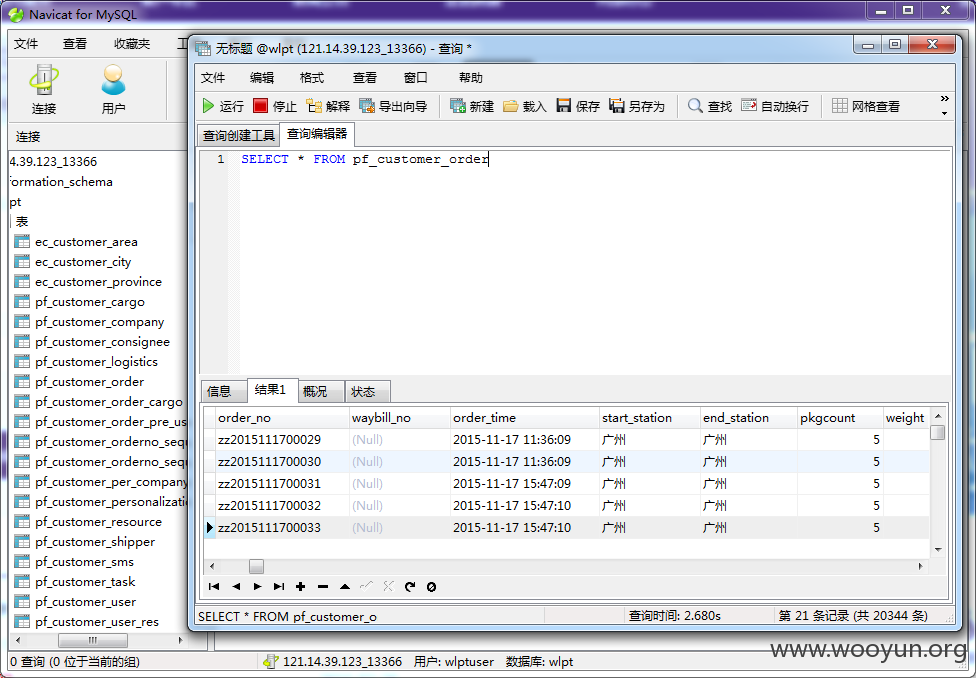 Navicat for MySQL
文件 查看 收藏夹
无标题 @wlpt (121.14.39.123_13366) - 查询 *
文件 编辑 格式 查看 窗口 帮助
连接 用户
运行 停止 解释 导出向导 新建 载入 保存 另存为 查找 自动换行 网格查看
连接
查询创建工具 查询编辑器
1 SELECT * FROM pf_customer_order
4.39.123_13366
formation_schema
pt
表
ec_customer_area
ec_customer_city
ec_customer_province
pf_customer_cargo
pf_customer_company
pf_customer_consignee
pf_customer_logistics
pf_customer_order
pf_customer_order_cargo
pf_customer_order_pre_us
pf_customer_orderno_sequ
pf_customer_orderno_sequ
pf_customer_per_company
pf_customer_personalizatio
pf_customer_resource
pf_customer_shipper
pf_customer_sms
pf_customer_task
pf_customer_user
pf_customer_user_res
信息 结果1 概况 状态
order_no waybill_no order_time start_station end_station pkgcount weight
zz2015111700029 (Null) 2015-11-17 11:36:09 广州 广州 5
zz2015111700030 (Null) 2015-11-17 11:36:09 广州 广州 5
zz2015111700031 (Null) 2015-11-17 15:47:09 广州 广州 5
zz2015111700032 (Null) 2015-11-17 15:47:10 广州 广州 5
zz2015111700033 (Null) 2015-11-17 15:47:10 广州 广州 5
SELECT * FROM pf_customer_o 查询时间: 2.680s 第 21 条记录 (共 20344 条)
www.wooyun.org
0 查询 (0 位于当前的组) 121.14.39.123_13366 用户: wlptuser 数据库: wlpt